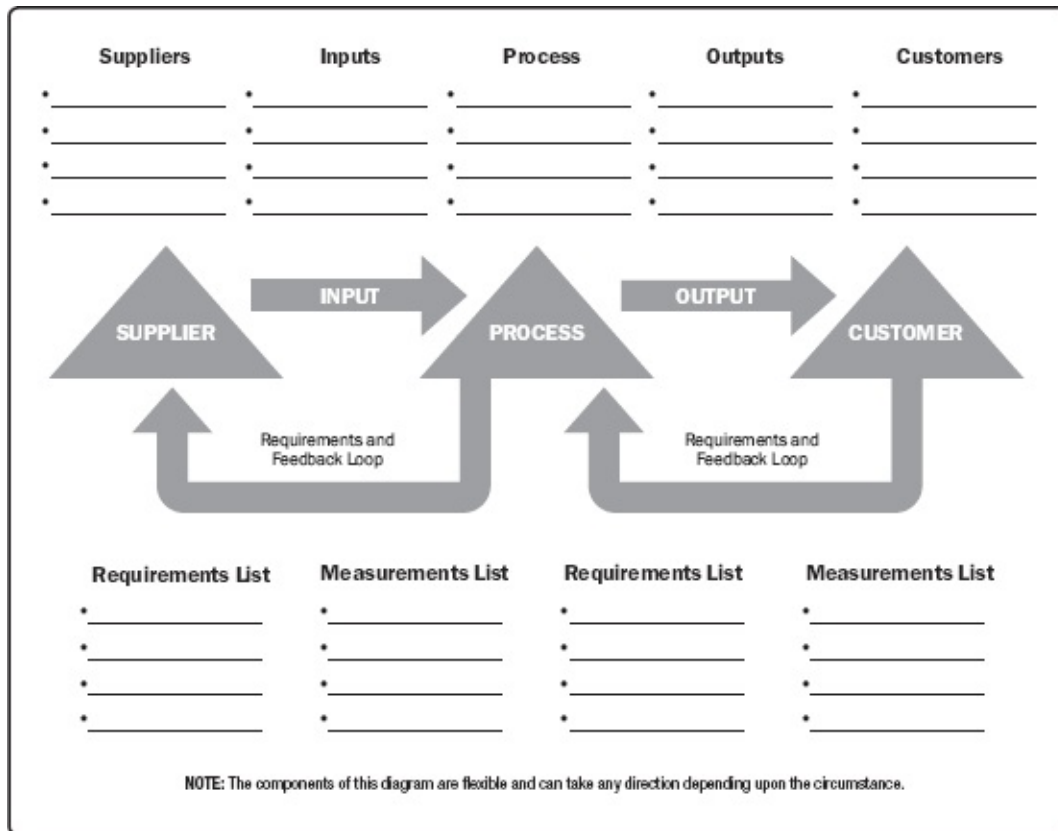 Suppliers Inputs Process Outputs Customers
INPUT OUTPUT
SUPPLIER PROCESS CUSTOMER
Requirements and
Feedback Loop
Requirements and
Feedback Loop
Requirements List Measurements List Requirements List Measurements List
NOTE: The components of this diagram are flexible and can take any direction depending upon the circumstance.